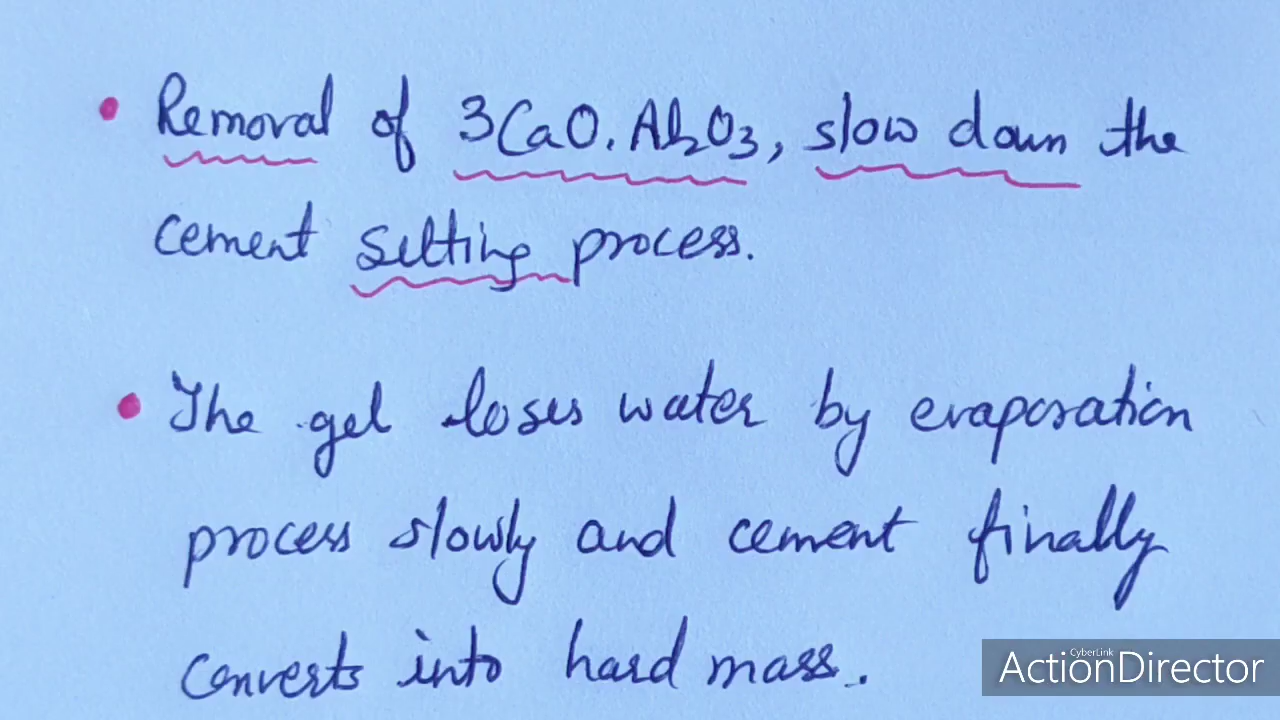 • Removal of 3CaO.Al2O3, slow down the
cement setting process.
• The gel loses water by evaporation
process slowly and cement finally
converts into hard mass.
CyberLink
ActionDirector